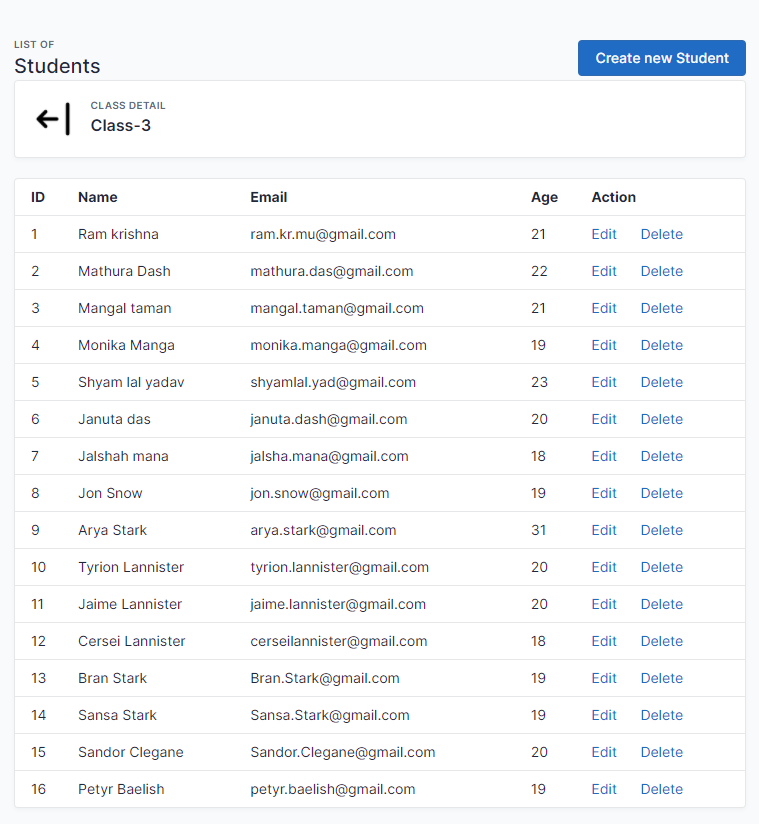 LIST OF
Students
Create new Student
CLASS DETAIL
Class-3
ID Name Email Age Action
1 Ram krishna ram.kr.mu@gmail.com 21 Edit Delete
2 Mathura Dash mathura.das@gmail.com 22 Edit Delete
3 Mangal taman mangal.taman@gmail.com 21 Edit Delete
4 Monika Manga monika.manga@gmail.com 19 Edit Delete
5 Shyam lal yadav shyamlal.yad@gmail.com 23 Edit Delete
6 Januta das januta.dash@gmail.com 20 Edit Delete
7 Jalshah mana jalsha.mana@gmail.com 18 Edit Delete
8 Jon Snow jon.snow@gmail.com 19 Edit Delete
9 Arya Stark arya.stark@gmail.com 31 Edit Delete
10 Tyrion Lannister tyrion.lannister@gmail.com 20 Edit Delete
11 Jaime Lannister jaime.lannister@gmail.com 20 Edit Delete
12 Cersei Lannister cerseilannister@gmail.com 18 Edit Delete
13 Bran Stark Bran.Stark@gmail.com 19 Edit Delete
14 Sansa Stark Sansa.Stark@gmail.com 19 Edit Delete
15 Sandor Clegane Sandor.Clegane@gmail.com 20 Edit Delete
16 Petyr Baelish petyr.baelish@gmail.com 19 Edit Delete